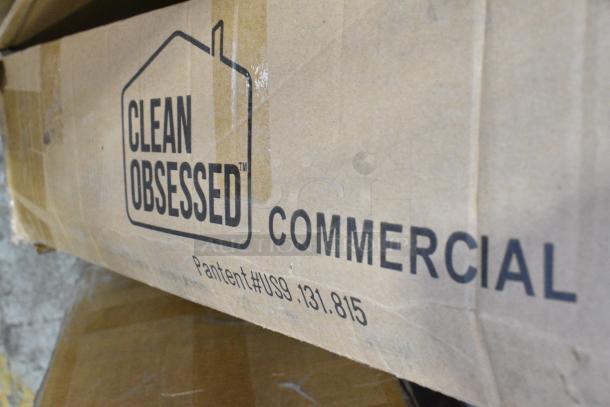 CLEAN
OBSESSED™
COMMERCIAL
Pantent#US9.131.815